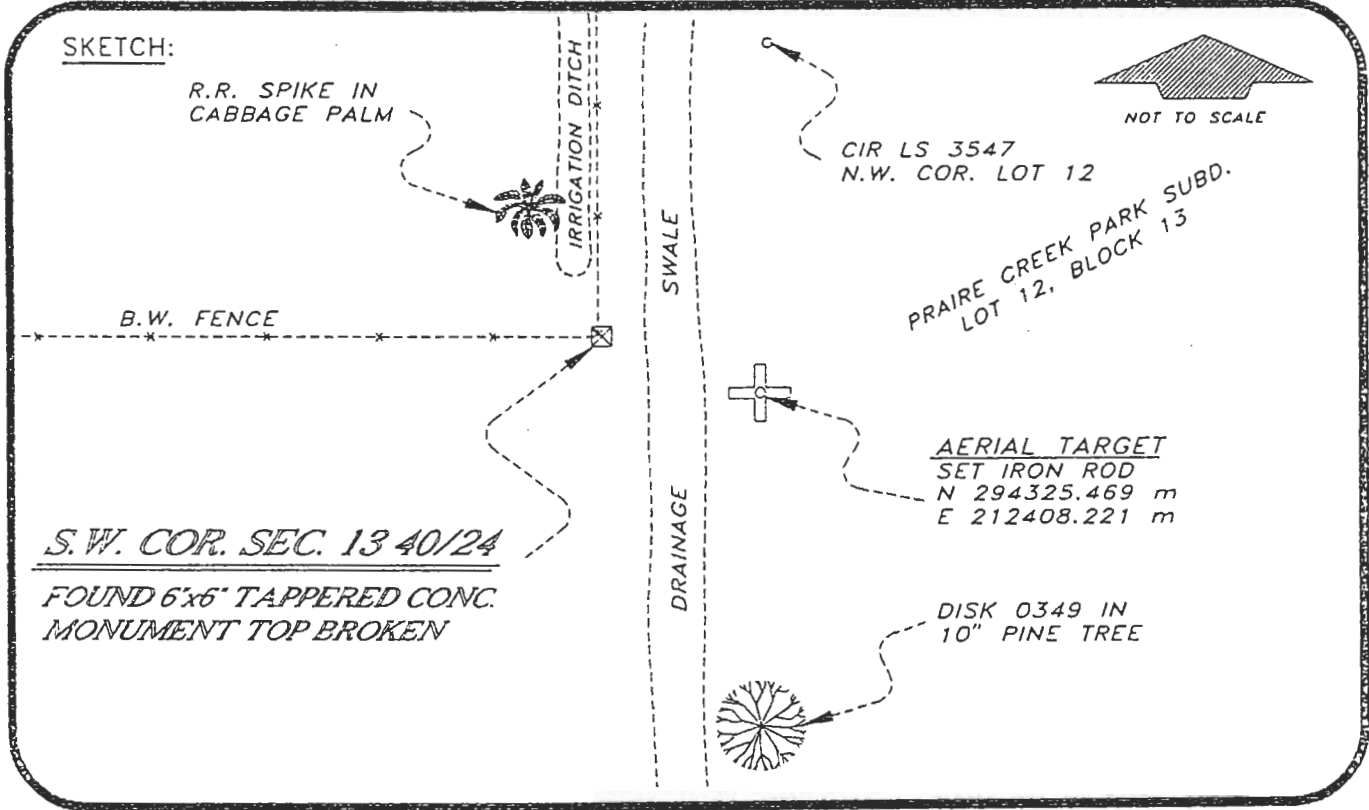 SKETCH:
R.R. SPIKE IN
CABBAGE PALM
IRRIGATION DITCH
CIR LS 3547
N.W. COR. LOT 12
NOT TO SCALE
PRAIRE CREEK PARK SUBD.
LOT 12, BLOCK 13
SWALE
B.W. FENCE
AERIAL TARGET
SET IRON ROD
N 294325.469 m
E 212408.221 m
S.W. COR. SEC. 13 40/24
FOUND 6"x6" TAPPERED CONC.
MONUMENT TOP BROKEN
DRAINAGE
DISK 0349 IN
10" PINE TREE